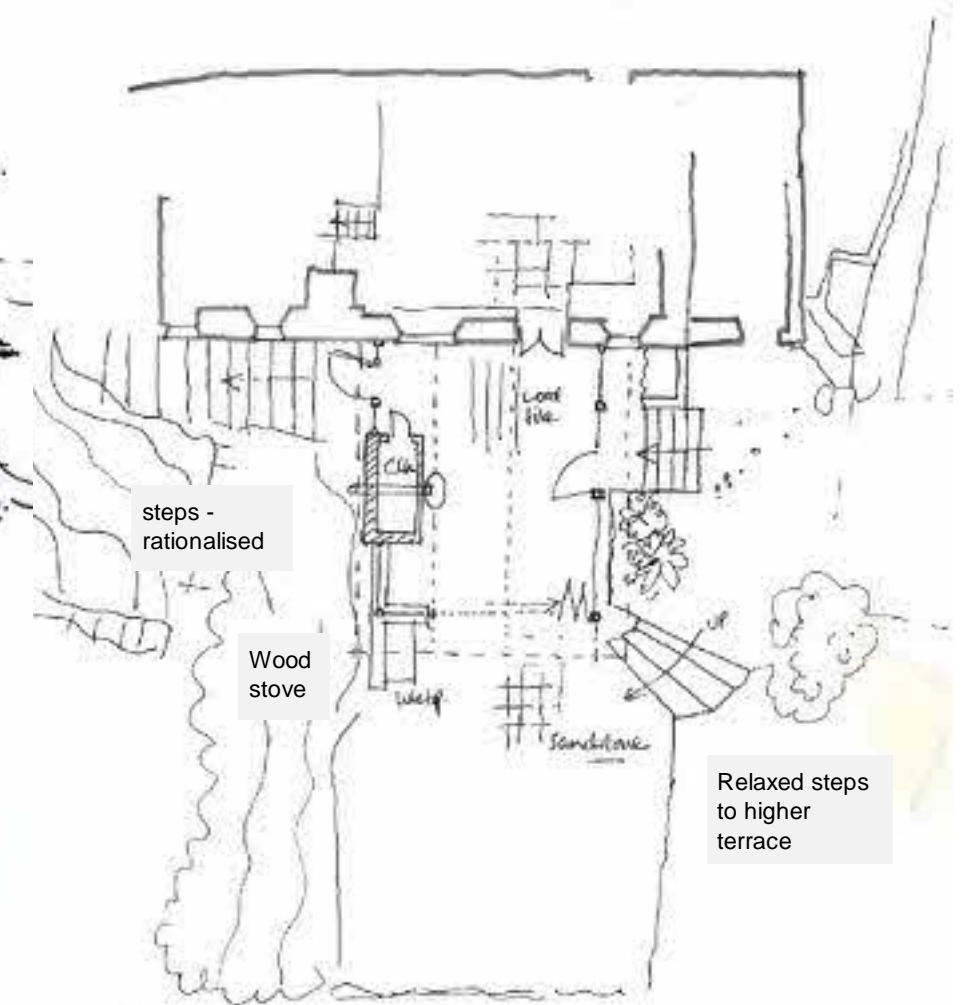 steps -
rationalised
Wood
stove
UP
Sandstone
Relaxed steps
to higher
terrace